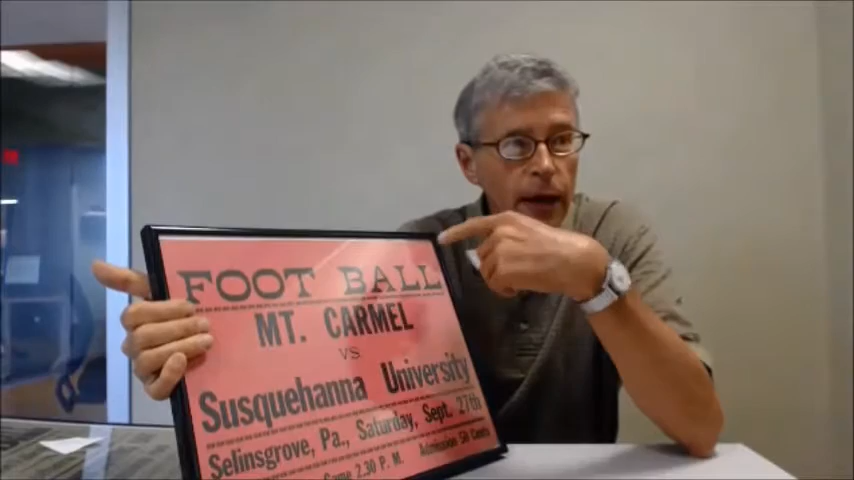 FOOT BALL
MT. CARMEL
VS
Susquehanna University
Selinsgrove, Pa., Saturday, Sept. 27th
Game 2.30 P. M. Admission 50 Cents